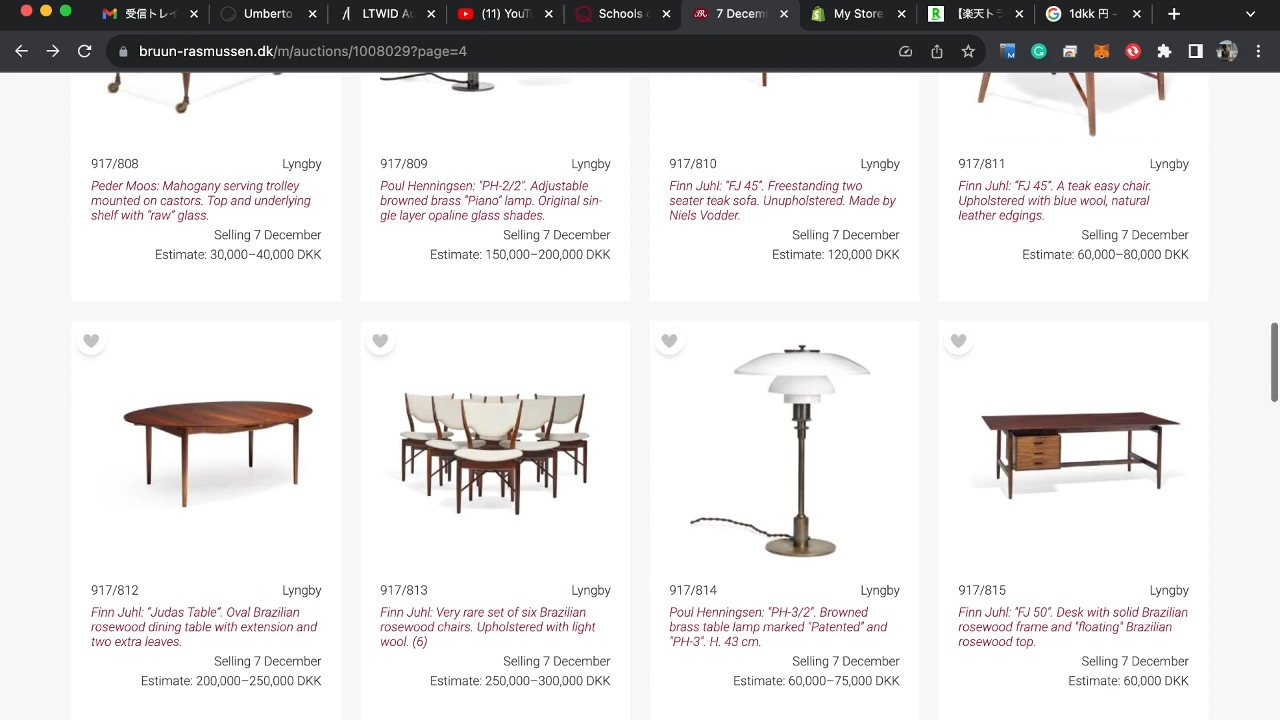 受信トレイ
Umberto
LTWID Au
(11) YouTu
Schools o
7 Decemb
My Store
【楽天トラ
1dkk 円 -
bruun-rasmussen.dk/m/auctions/1008029?page=4
917/808 Lyngby
Peder Moos: Mahogany serving trolley
mounted on castors. Top and underlying
shelf with "raw" glass.
Selling 7 December
Estimate: 30,000–40,000 DKK
917/809 Lyngby
Poul Henningsen: "PH-2/2". Adjustable
browned brass "Piano" lamp. Original sin-
gle layer opaline glass shades.
Selling 7 December
Estimate: 150,000–200,000 DKK
917/810 Lyngby
Finn Juhl: "FJ 45". Freestanding two
seater teak sofa. Unupholstered. Made by
Niels Vodder.
Selling 7 December
Estimate: 120,000 DKK
917/811 Lyngby
Finn Juhl: "FJ 45". A teak easy chair.
Upholstered with blue wool, natural
leather edgings.
Selling 7 December
Estimate: 60,000–80,000 DKK
917/812 Lyngby
Finn Juhl: "Judas Table". Oval Brazilian
rosewood dining table with extension and
two extra leaves.
Selling 7 December
Estimate: 200,000–250,000 DKK
917/813 Lyngby
Finn Juhl: Very rare set of six Brazilian
rosewood chairs. Upholstered with light
wool. (6)
Selling 7 December
Estimate: 250,000–300,000 DKK
917/814 Lyngby
Poul Henningsen: "PH-3/2". Browned
brass table lamp marked "Patented" and
"PH-3". H. 43 cm.
Selling 7 December
Estimate: 60,000–75,000 DKK
917/815 Lyngby
Finn Juhl: "FJ 50". Desk with solid Brazilian
rosewood frame and "floating" Brazilian
rosewood top.
Selling 7 December
Estimate: 60,000 DKK